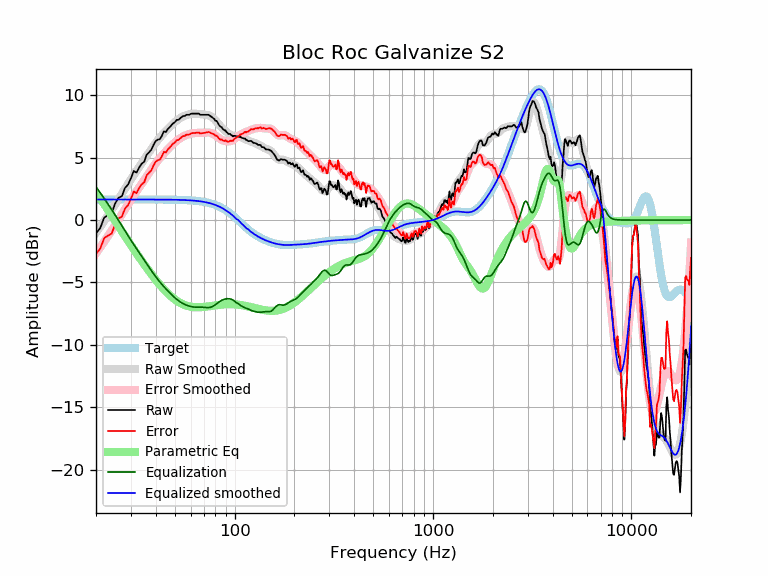 Bloc Roc Galvanize S2
10
5
0
−5
−10
−15
−20
Amplitude (dBr)
Target
Raw Smoothed
Error Smoothed
Raw
Error
Parametric Eq
Equalization
Equalized smoothed
100
1000
10000
Frequency (Hz)